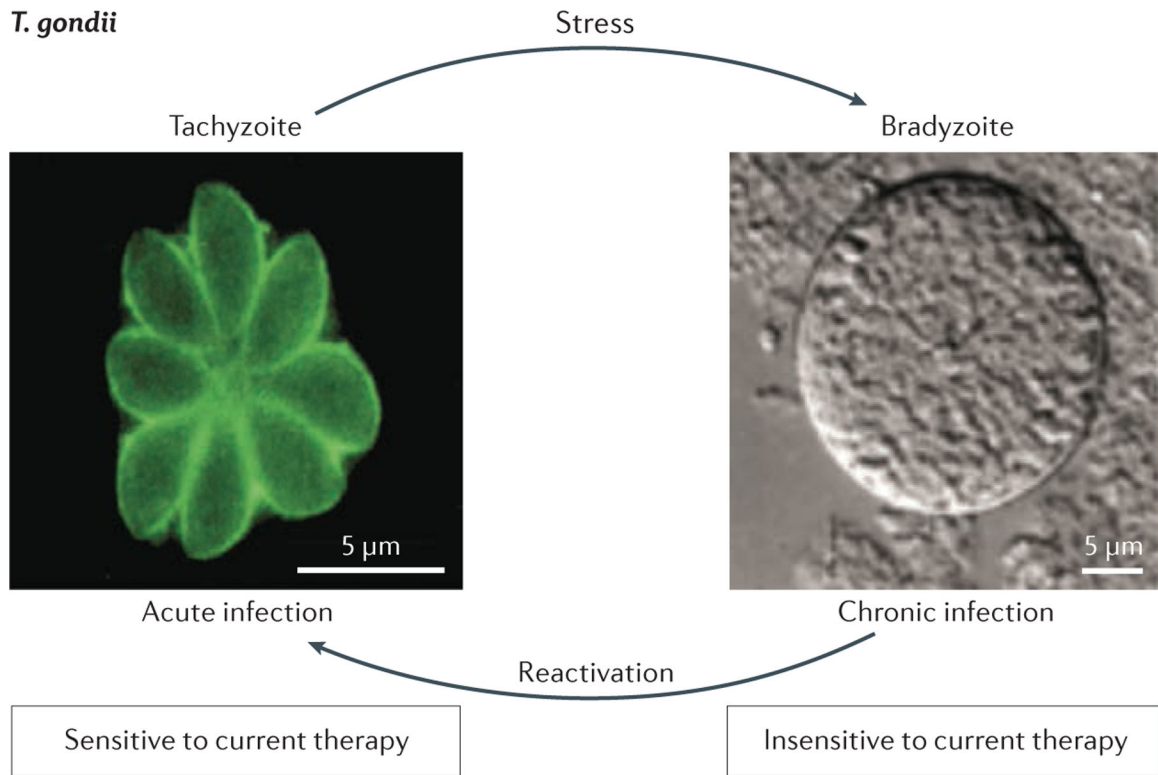 T. gondii
Stress
Tachyzoite
Bradyzoite
5 µm
5 µm
Acute infection
Chronic infection
Reactivation
Sensitive to current therapy
Insensitive to current therapy